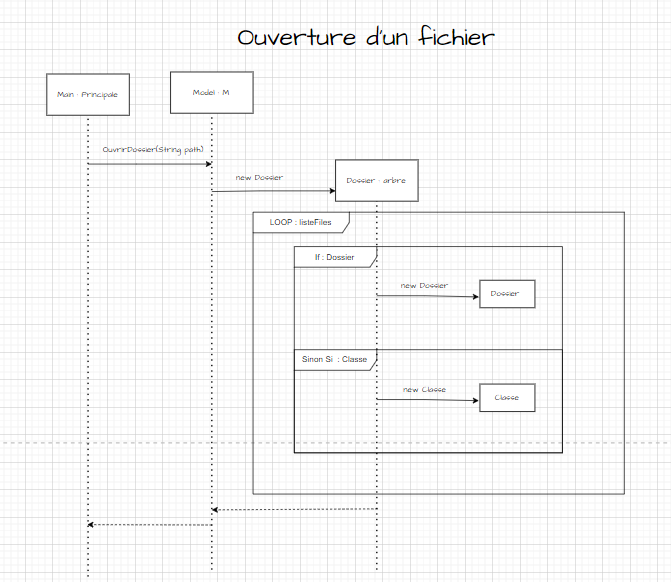 Ouverture d'un fichier
Main : Principale
Model : M
OuvrirDossier(String path)
new Dossier
Dossier : arbre
LOOP : listeFiles
If : Dossier
new Dossier
Dossier
Sinon Si : Classe
new Classe
Classe